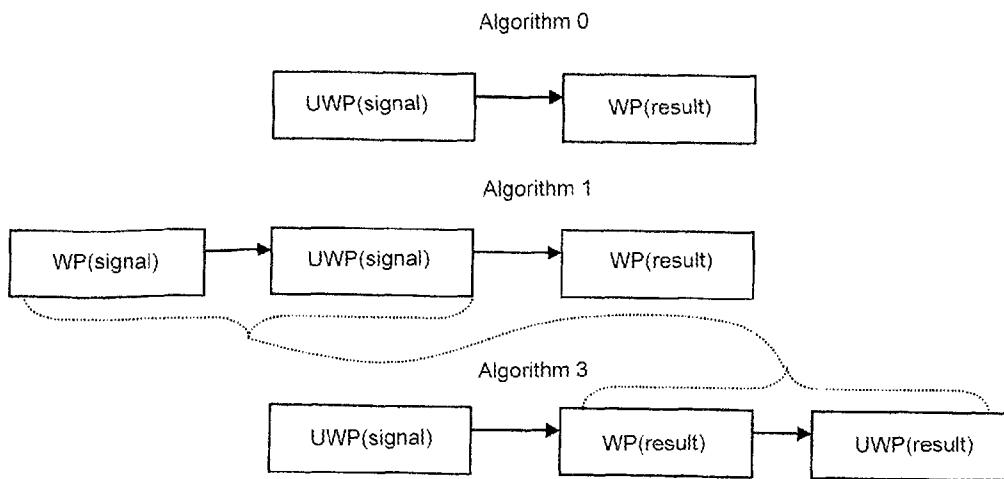 Algorithm 0
UWP(signal) WP(result)
Algorithm 1
WP(signal) UWP(signal) WP(result)
Algorithm 3
UWP(signal) WP(result) UWP(result)